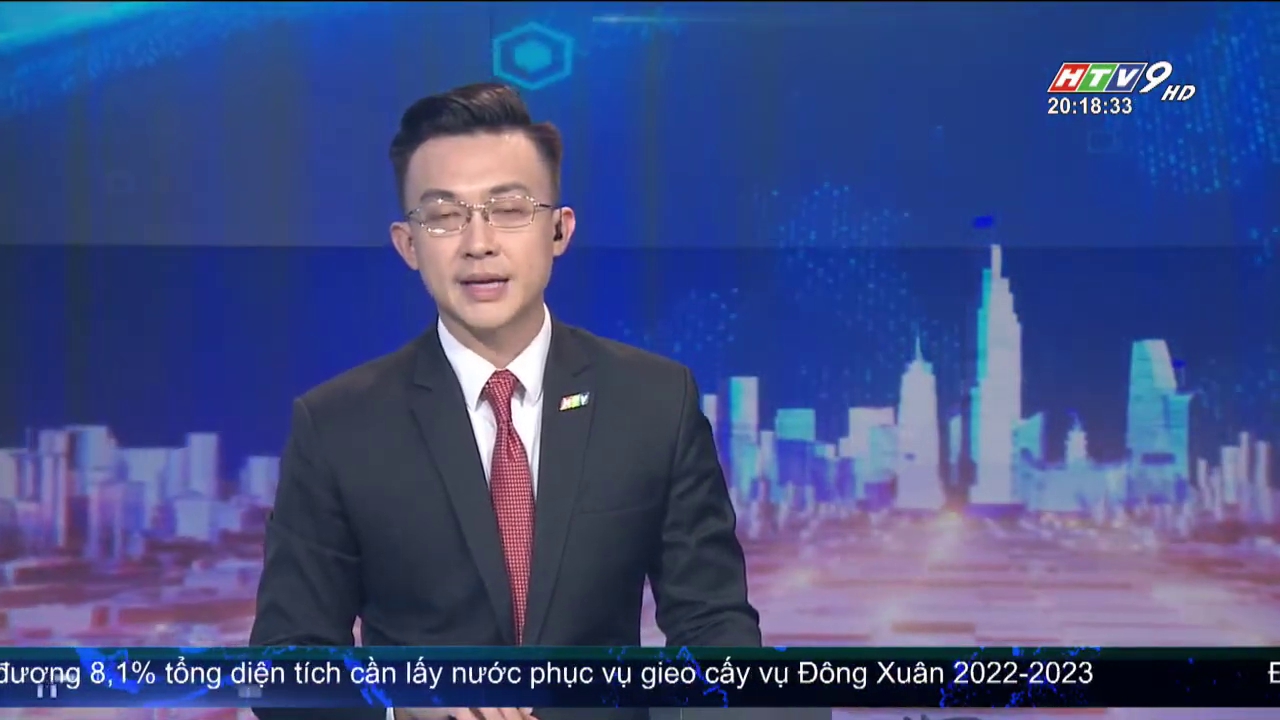 HTV9 HD
20:18:33
HTV
đương 8,1% tổng diện tích cần lấy nước phục vụ gieo cấy vụ Đông Xuân 2022-2023